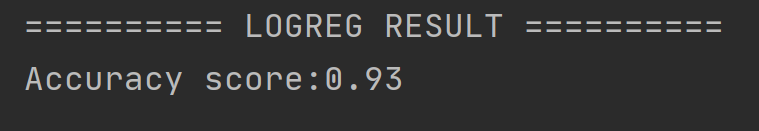 ========== LOGREG RESULT ==========
Accuracy score:0.93